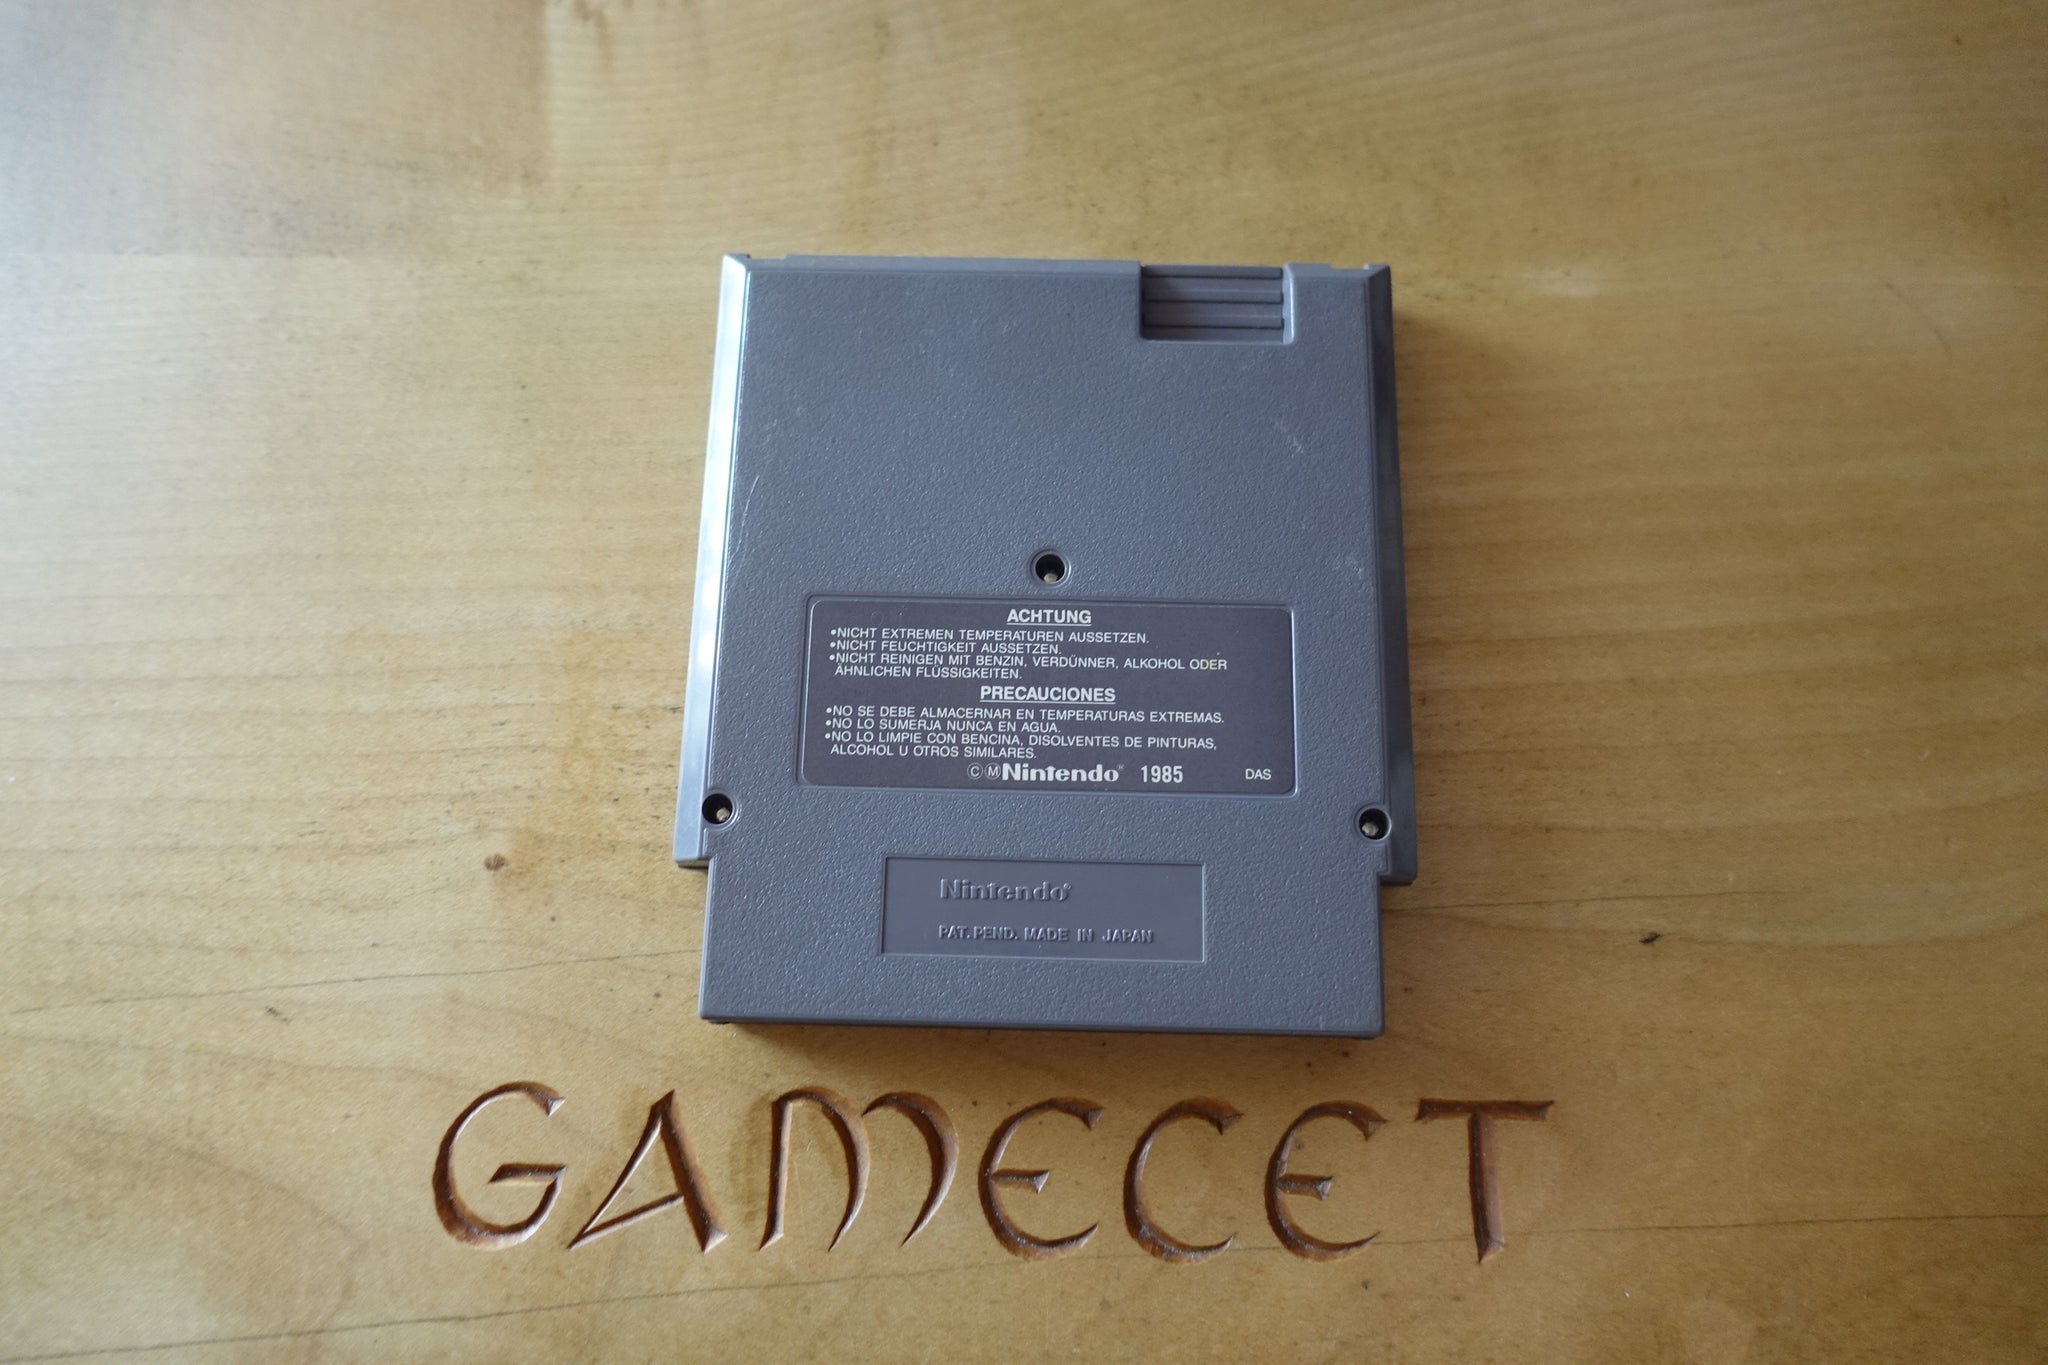 ACHTUNG
•NICHT EXTREMEN TEMPERATUREN AUSSETZEN.
•NICHT FEUCHTIGKEIT AUSSETZEN.
•NICHT REINIGEN MIT BENZIN, VERDÜNNER, ALKOHOL ODER
ÄHNLICHEN FLÜSSIGKEITEN.
PRECAUCIONES
•NO SE DEBE ALMACERNAR EN TEMPERATURAS EXTREMAS.
•NO LO SUMERJA NUNCA EN AGUA.
•NO LO LIMPIE CON BENCINA, DISOLVENTES DE PINTURAS,
ALCOHOL U OTROS SIMILARES.
ⒸⓂNintendo® 1985 DAS
Nintendo®
PAT. PEND. MADE IN JAPAN
GAMECET